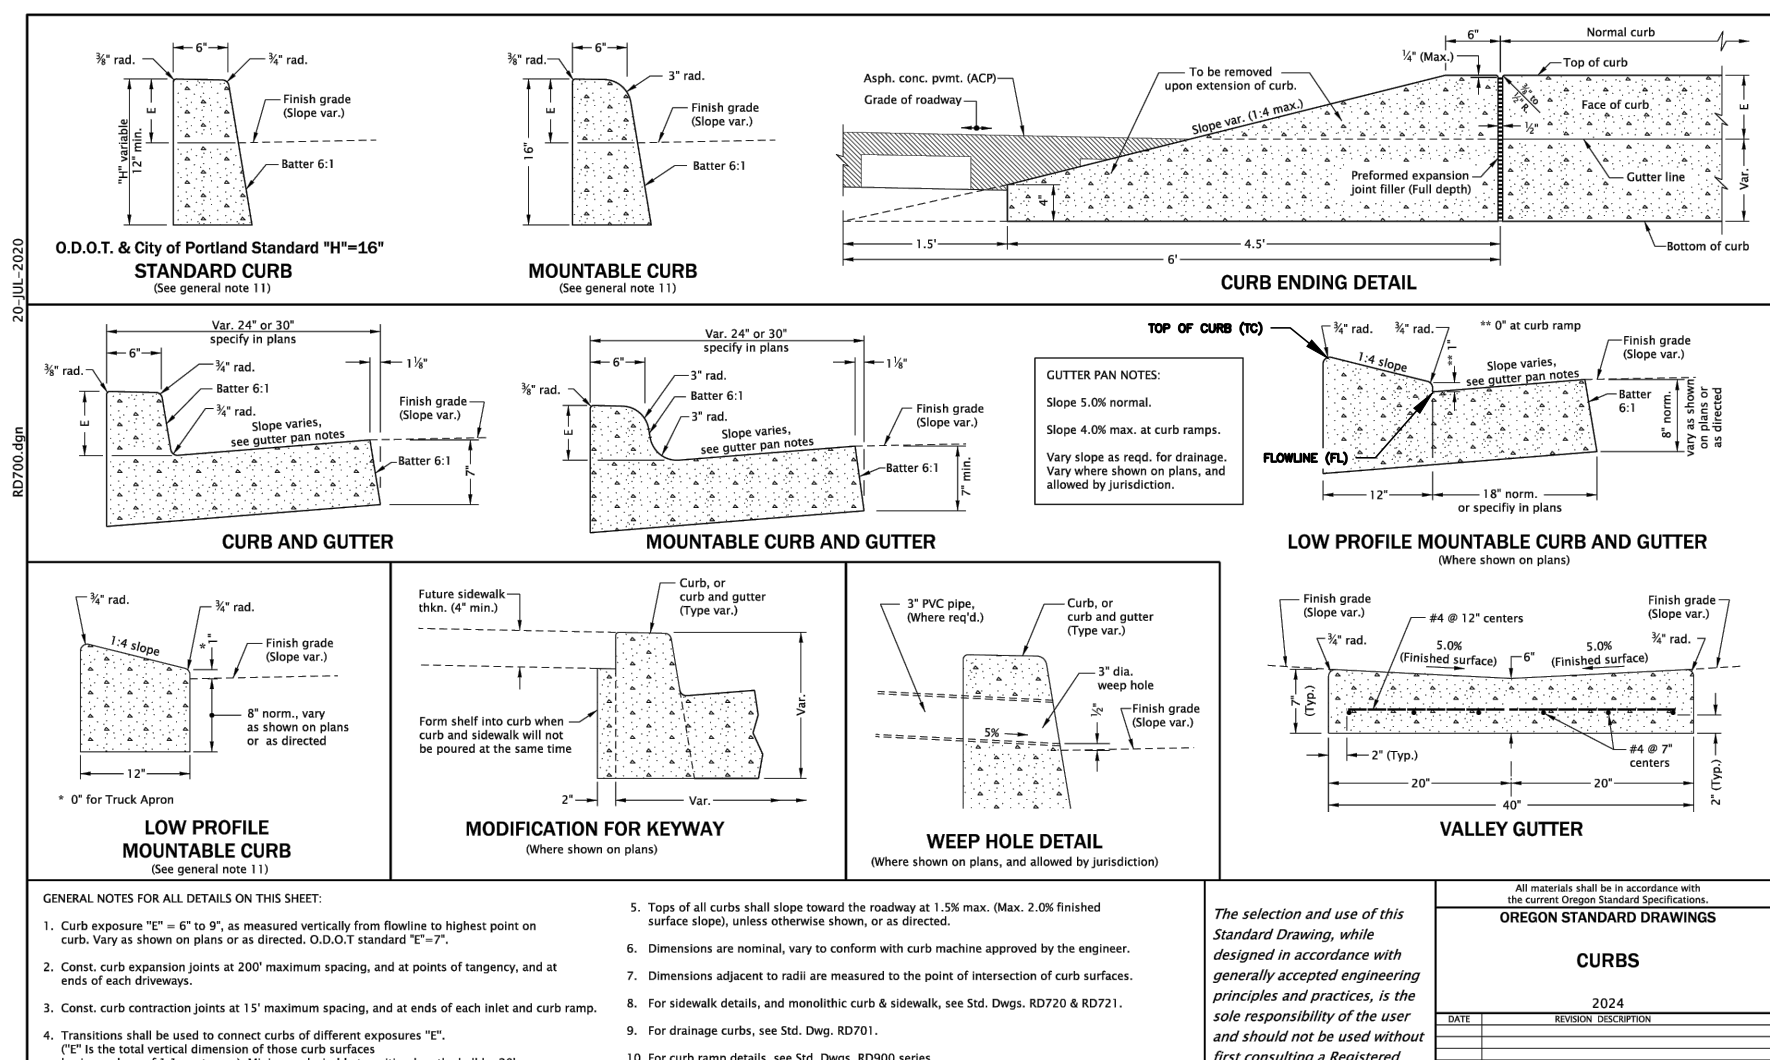 20-JUL-2020
RD700.dgn
6"
⅜" rad.
¾" rad.
E
Finish grade
(Slope var.)
"H" variable
12" min.
Batter 6:1
O.D.O.T. & City of Portland Standard "H"=16"
STANDARD CURB
(See general note 11)
6"
⅜" rad.
3" rad.
E
Finish grade
(Slope var.)
16"
Batter 6:1
MOUNTABLE CURB
(See general note 11)
6"
Normal curb
¼" (Max.)
Top of curb
Asph. conc. pvmt. (ACP)
To be removed
upon extension of curb.
Grade of roadway
Slope var. (1:4 max.)
⅜" to
½" R.
Face of curb
E
½"
Preformed expansion
joint filler (Full depth)
Gutter line
Var.
4"
1.5'
4.5'
6'
Bottom of curb
CURB ENDING DETAIL
Var. 24" or 30"
specify in plans
6"
1⅛"
⅜" rad.
¾" rad.
Batter 6:1
¾" rad.
E
Slope varies,
see gutter pan notes
Finish grade
(Slope var.)
Batter 6:1
7"
CURB AND GUTTER
Var. 24" or 30"
specify in plans
6"
1⅛"
⅜" rad.
3" rad.
Batter 6:1
3" rad.
E
Slope varies,
see gutter pan notes
Finish grade
(Slope var.)
Batter 6:1
7" min.
MOUNTABLE CURB AND GUTTER
GUTTER PAN NOTES:
Slope 5.0% normal.
Slope 4.0% max. at curb ramps.
Vary slope as reqd. for drainage.
Vary where shown on plans, and
allowed by jurisdiction.
TOP OF CURB (TC)
¾" rad.
¾" rad.
** 0" at curb ramp
1:4 slope
** 1"
Slope varies,
see gutter pan notes
Finish grade
(Slope var.)
Batter
6:1
8" norm.
vary as shown
on plans or
as directed
FLOWLINE (FL)
12"
18" norm.
or specifiy in plans
LOW PROFILE MOUNTABLE CURB AND GUTTER
(Where shown on plans)
¾" rad.
¾" rad.
1:4 slope
* 1"
Finish grade
(Slope var.)
8" norm., vary
as shown on plans
or as directed
12"
* 0" for Truck Apron
LOW PROFILE
MOUNTABLE CURB
(See general note 11)
Future sidewalk
thkn. (4" min.)
Curb, or
curb and gutter
(Type var.)
Form shelf into curb when
curb and sidewalk will not
be poured at the same time
Var.
2"
Var.
MODIFICATION FOR KEYWAY
(Where shown on plans)
3" PVC pipe,
(Where req'd.)
Curb, or
curb and gutter
(Type var.)
3" dia.
weep hole
½"
Finish grade
(Slope var.)
5%
WEEP HOLE DETAIL
(Where shown on plans, and allowed by jurisdiction)
Finish grade
(Slope var.)
#4 @ 12" centers
Finish grade
(Slope var.)
¾" rad.
5.0%
(Finished surface)
6"
5.0%
(Finished surface)
¾" rad.
7"
(Typ.)
2" (Typ.)
#4 @ 7"
centers
2" (Typ.)
20"
20"
40"
VALLEY GUTTER
GENERAL NOTES FOR ALL DETAILS ON THIS SHEET:
1. Curb exposure "E" = 6" to 9", as measured vertically from flowline to highest point on
curb. Vary as shown on plans or as directed. O.D.O.T standard "E"=7".
2. Const. curb expansion joints at 200' maximum spacing, and at points of tangency, and at
ends of each driveways.
3. Const. curb contraction joints at 15' maximum spacing, and at ends of each inlet and curb ramp.
4. Transitions shall be used to connect curbs of different exposures "E".
("E" Is the total vertical dimension of those curb surfaces
5. Tops of all curbs shall slope toward the roadway at 1.5% max. (Max. 2.0% finished
surface slope), unless otherwise shown, or as directed.
6. Dimensions are nominal, vary to conform with curb machine approved by the engineer.
7. Dimensions adjacent to radii are measured to the point of intersection of curb surfaces.
8. For sidewalk details, and monolithic curb & sidewalk, see Std. Dwgs. RD720 & RD721.
9. For drainage curbs, see Std. Dwg. RD701.
10. For curb ramp details, see Std. Dwgs. RD900 series.
The selection and use of this
Standard Drawing, while
designed in accordance with
generally accepted engineering
principles and practices, is the
sole responsibility of the user
and should not be used without
first consulting a Registered
All materials shall be in accordance with
the current Oregon Standard Specifications.
OREGON STANDARD DRAWINGS
CURBS
2024
DATE
REVISION DESCRIPTION